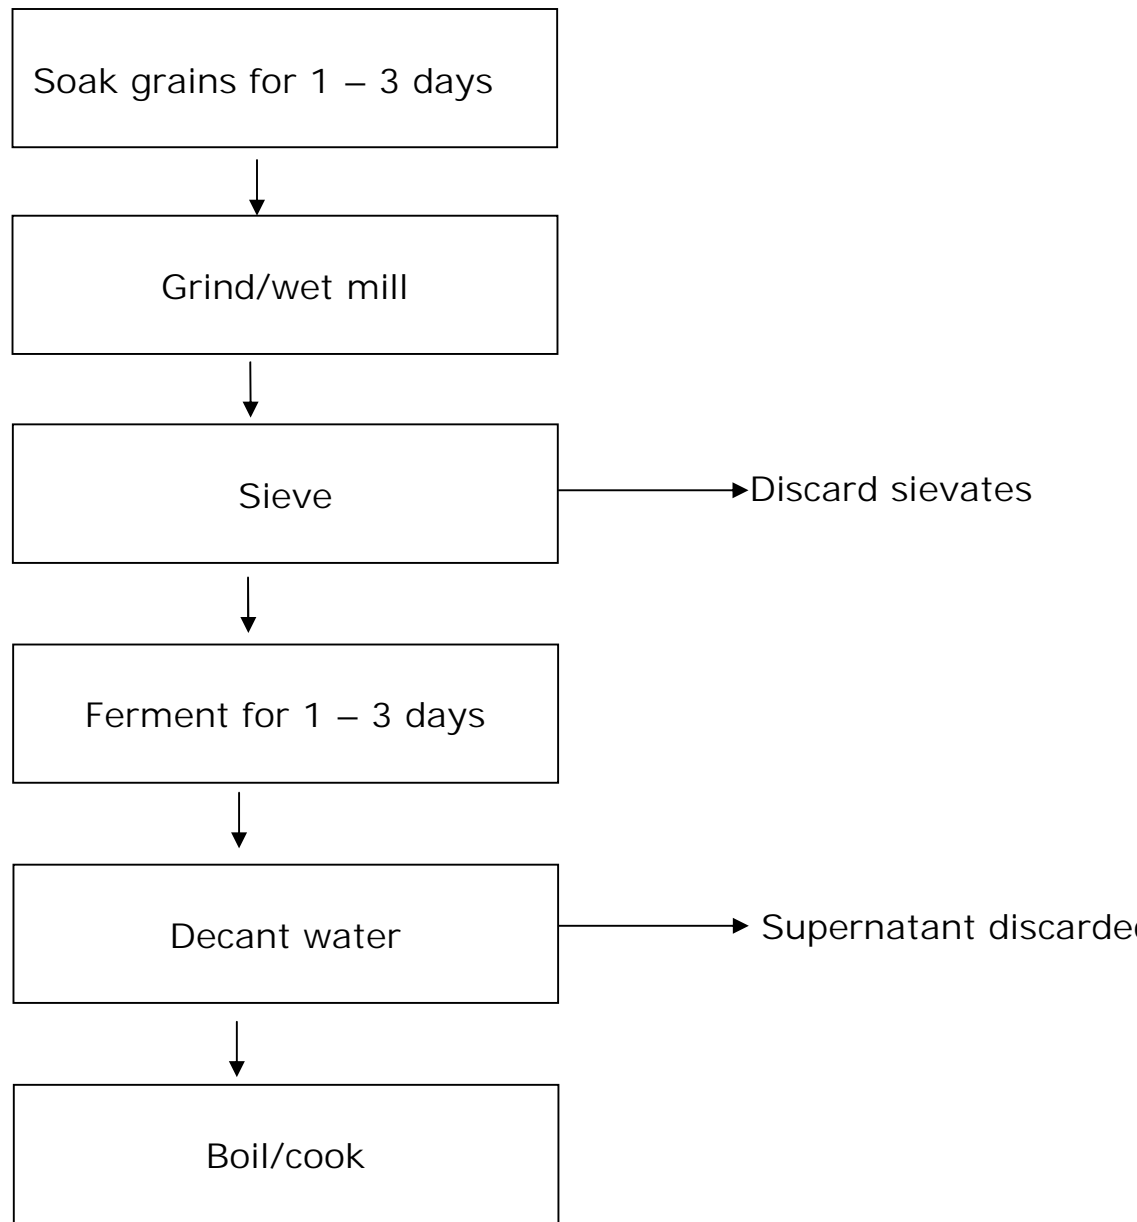 Soak grains for 1 – 3 days
Grind/wet mill
Sieve
Discard sievates
Ferment for 1 – 3 days
Decant water
Supernatant discarded
Boil/cook